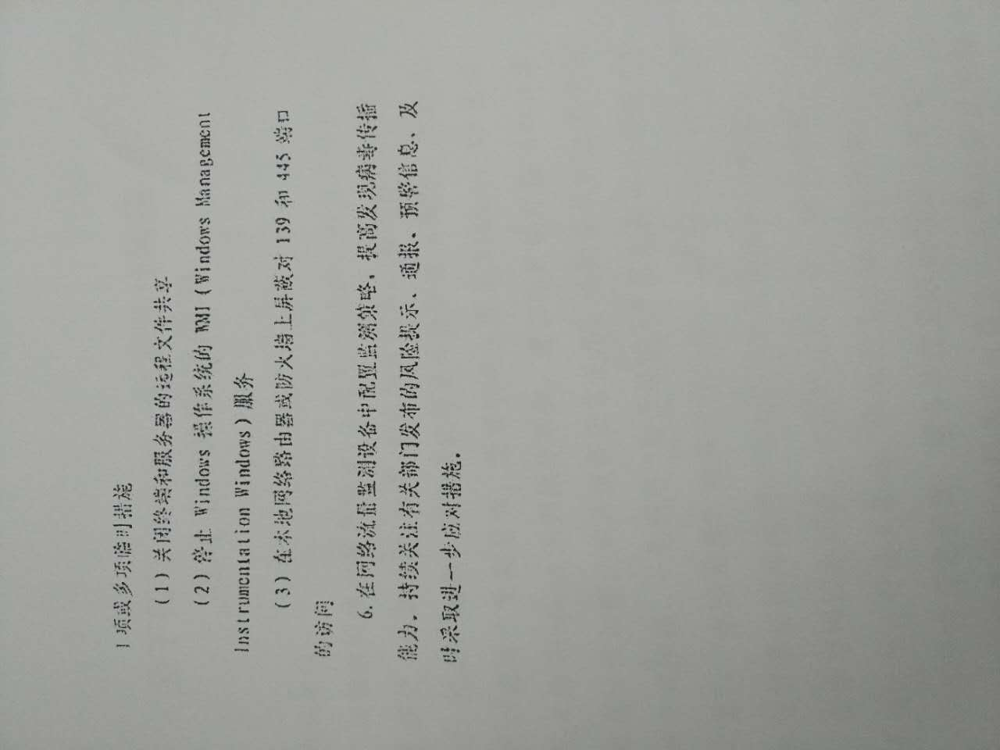 1 项或多项临时措施
（1）关闭终端和服务器的远程文件共享
（2）停止 Windows 操作系统的 WMI（Windows Management
Instrumentation Windows）服务
（3）在本地网络路由器或防火墙上屏蔽对 139 和 445 端口
的访问
6.在网络流量监测设备中配置监测策略，提高发现病毒传播
能力。持续关注有关部门发布的风险提示、通报、预警信息、及
时采取进一步应对措施。